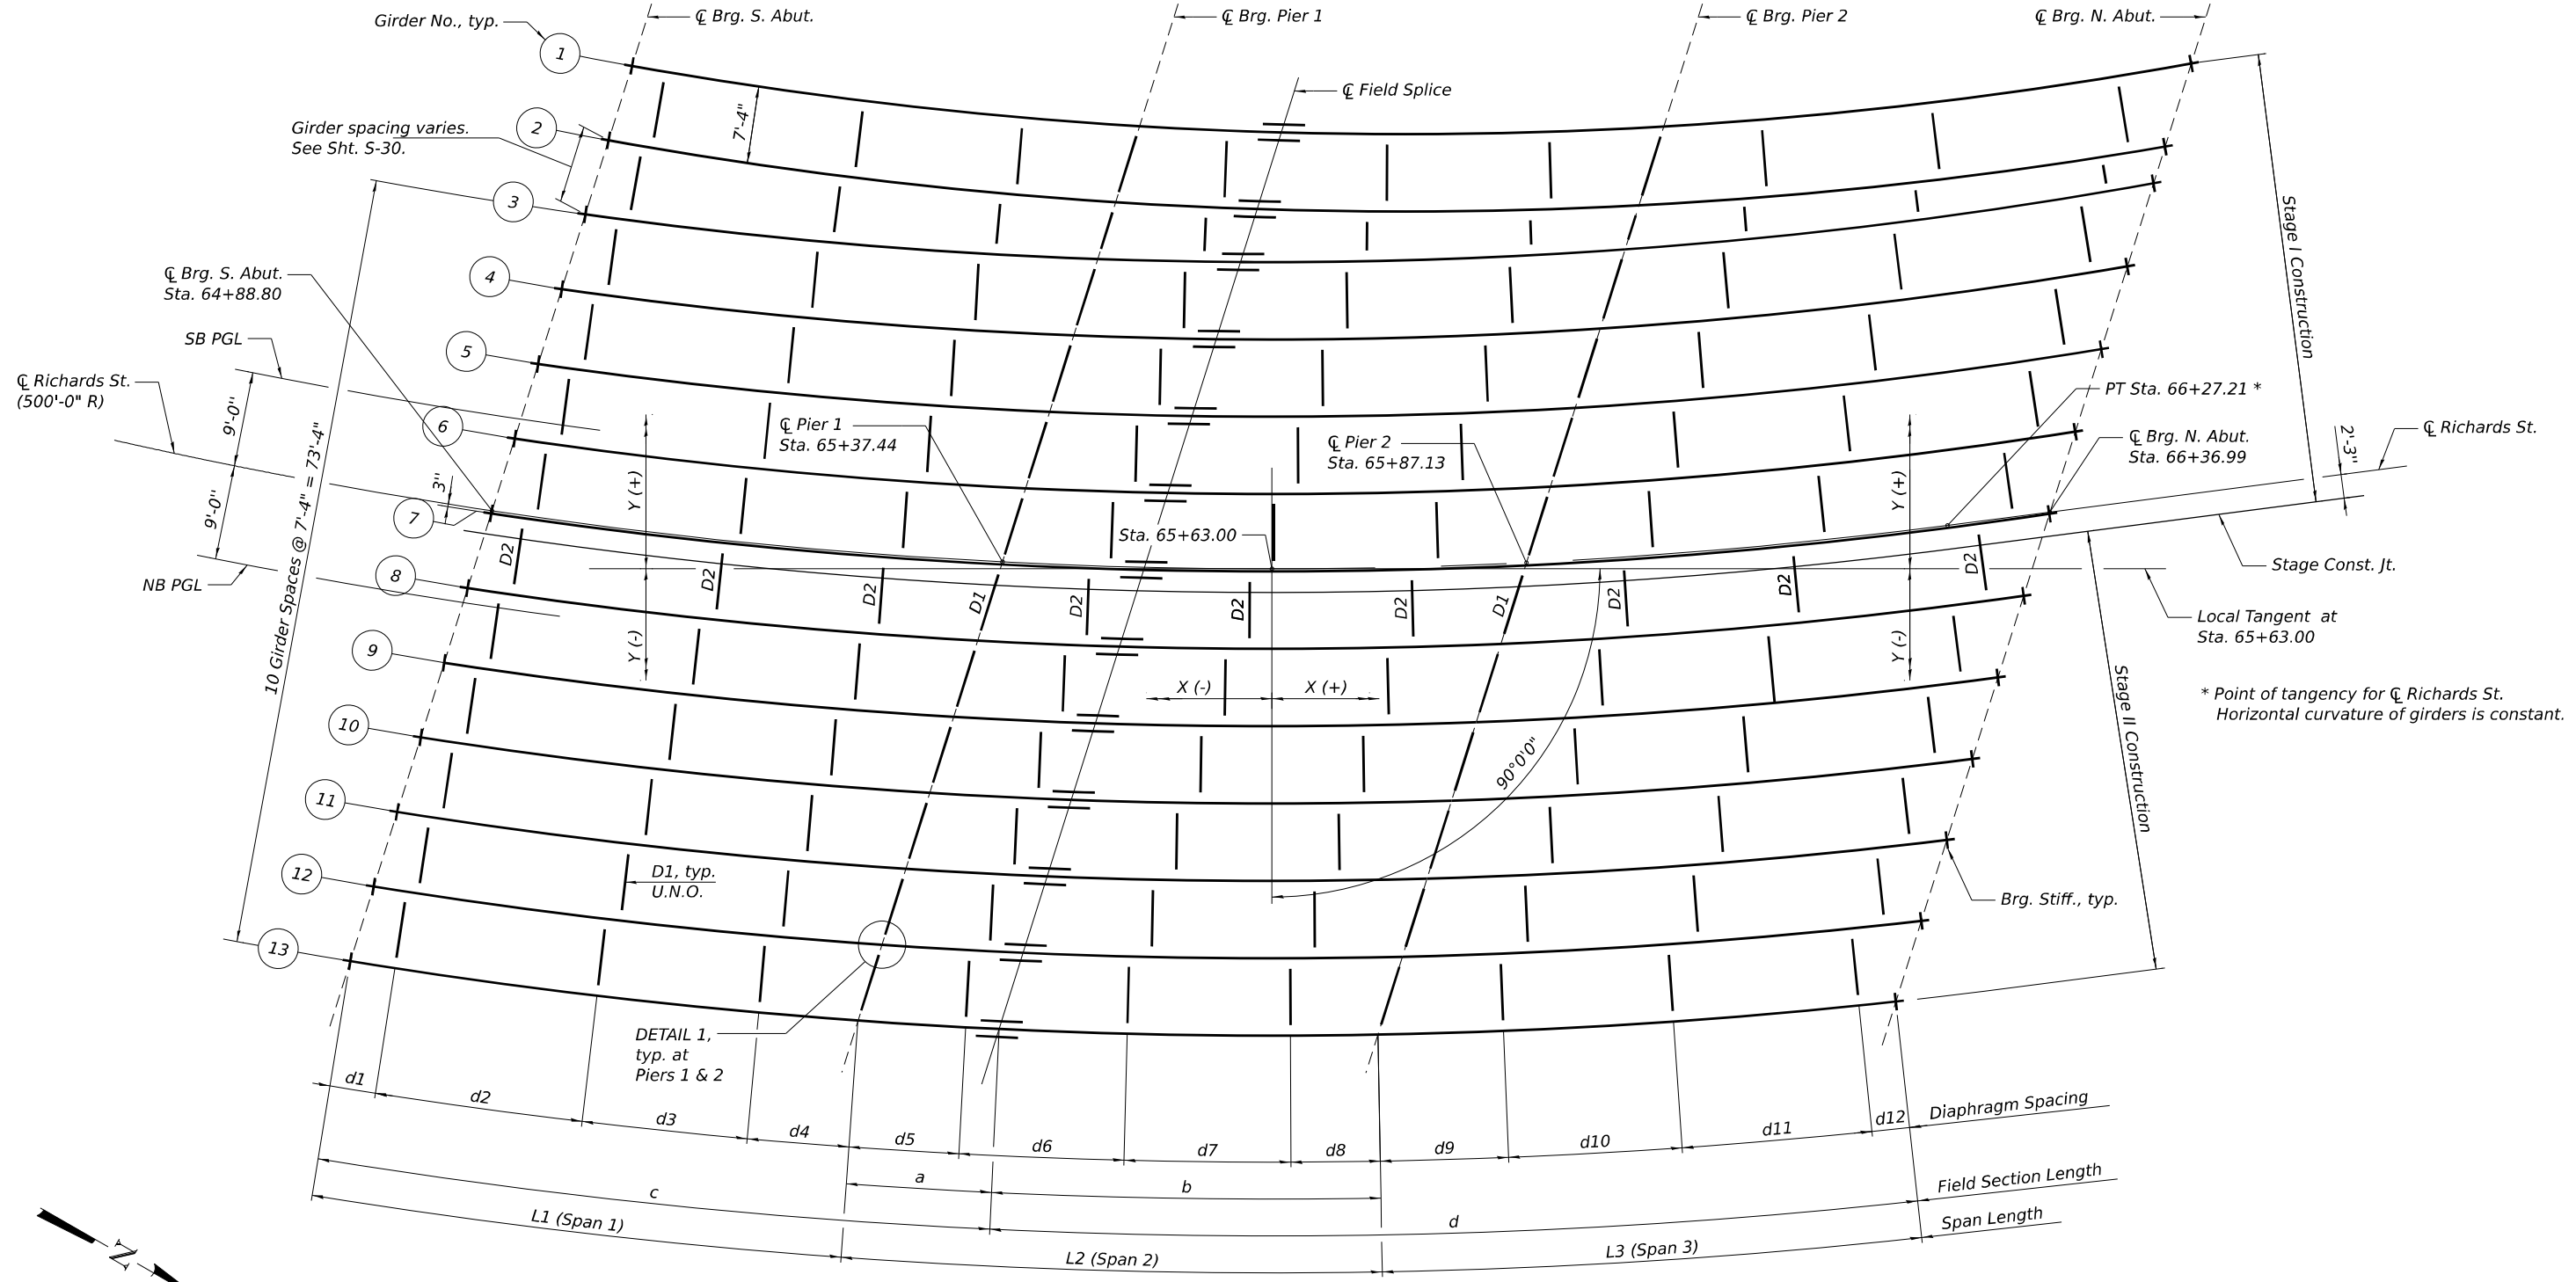 ℄ Brg. S. Abut.
℄ Brg. Pier 1
℄ Brg. Pier 2
℄ Brg. N. Abut.
Girder No., typ.
1
℄ Field Splice
7'-4"
2
Girder spacing varies.
See Sht. S-30.
3
Stage I Construction
℄ Brg. S. Abut.
Sta. 64+88.80
4
SB PGL
5
℄ Richards St.
(500'-0" R)
PT Sta. 66+27.21 *
9'-0"
6
℄ Pier 1
Sta. 65+37.44
℄ Pier 2
Sta. 65+87.13
℄ Brg. N. Abut.
Sta. 66+36.99
2'-3"
℄ Richards St.
10 Girder Spaces @ 7'-4" = 73'-4"
9'-0"
3"
Y (+)
Y (+)
7
Sta. 65+63.00
D2
D2
D2
D1
D2
D2
D2
D1
D2
D2
D2
NB PGL
8
Stage Const. Jt.
Local Tangent at
Sta. 65+63.00
Y (-)
Y (-)
9
X (-)
X (+)
* Point of tangency for ℄ Richards St.
Horizontal curvature of girders is constant.
Stage II Construction
10
90°0'0"
11
12
D1, typ.
U.N.O.
Brg. Stiff., typ.
13
DETAIL 1,
typ. at
Piers 1 & 2
d1
d2
d3
d4
d5
d6
d7
d8
d9
d10
d11
d12
Diaphragm Spacing
a
b
c
d
Field Section Length
L1 (Span 1)
L2 (Span 2)
L3 (Span 3)
Span Length
N